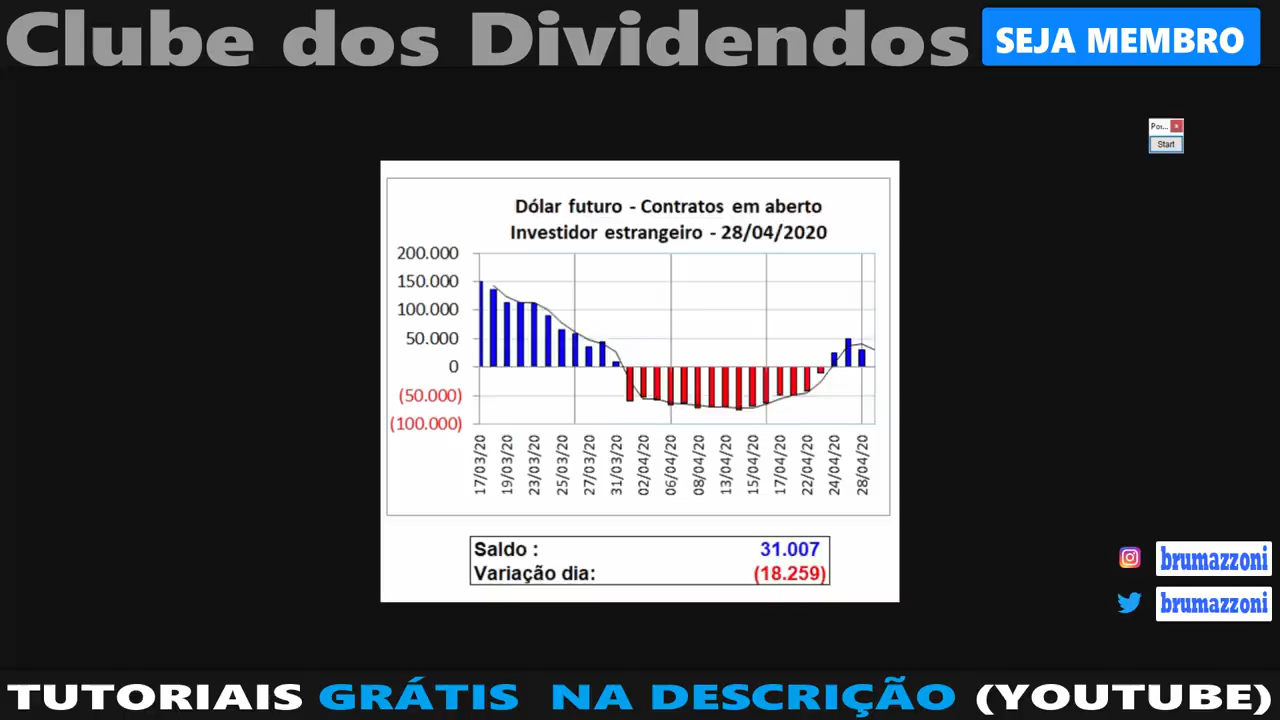 Clube dos Dividendos
SEJA MEMBRO
Pos...
Start
Dólar futuro - Contratos em aberto
Investidor estrangeiro - 28/04/2020
200.000
150.000
100.000
50.000
0
(50.000)
(100.000)
17/03/20
19/03/20
23/03/20
25/03/20
27/03/20
31/03/20
02/04/20
06/04/20
08/04/20
13/04/20
15/04/20
17/04/20
22/04/20
24/04/20
28/04/20
Saldo : 31.007
Variação dia: (18.259)
brumazzoni
brumazzoni
TUTORIAIS GRÁTIS NA DESCRIÇÃO (YOUTUBE)